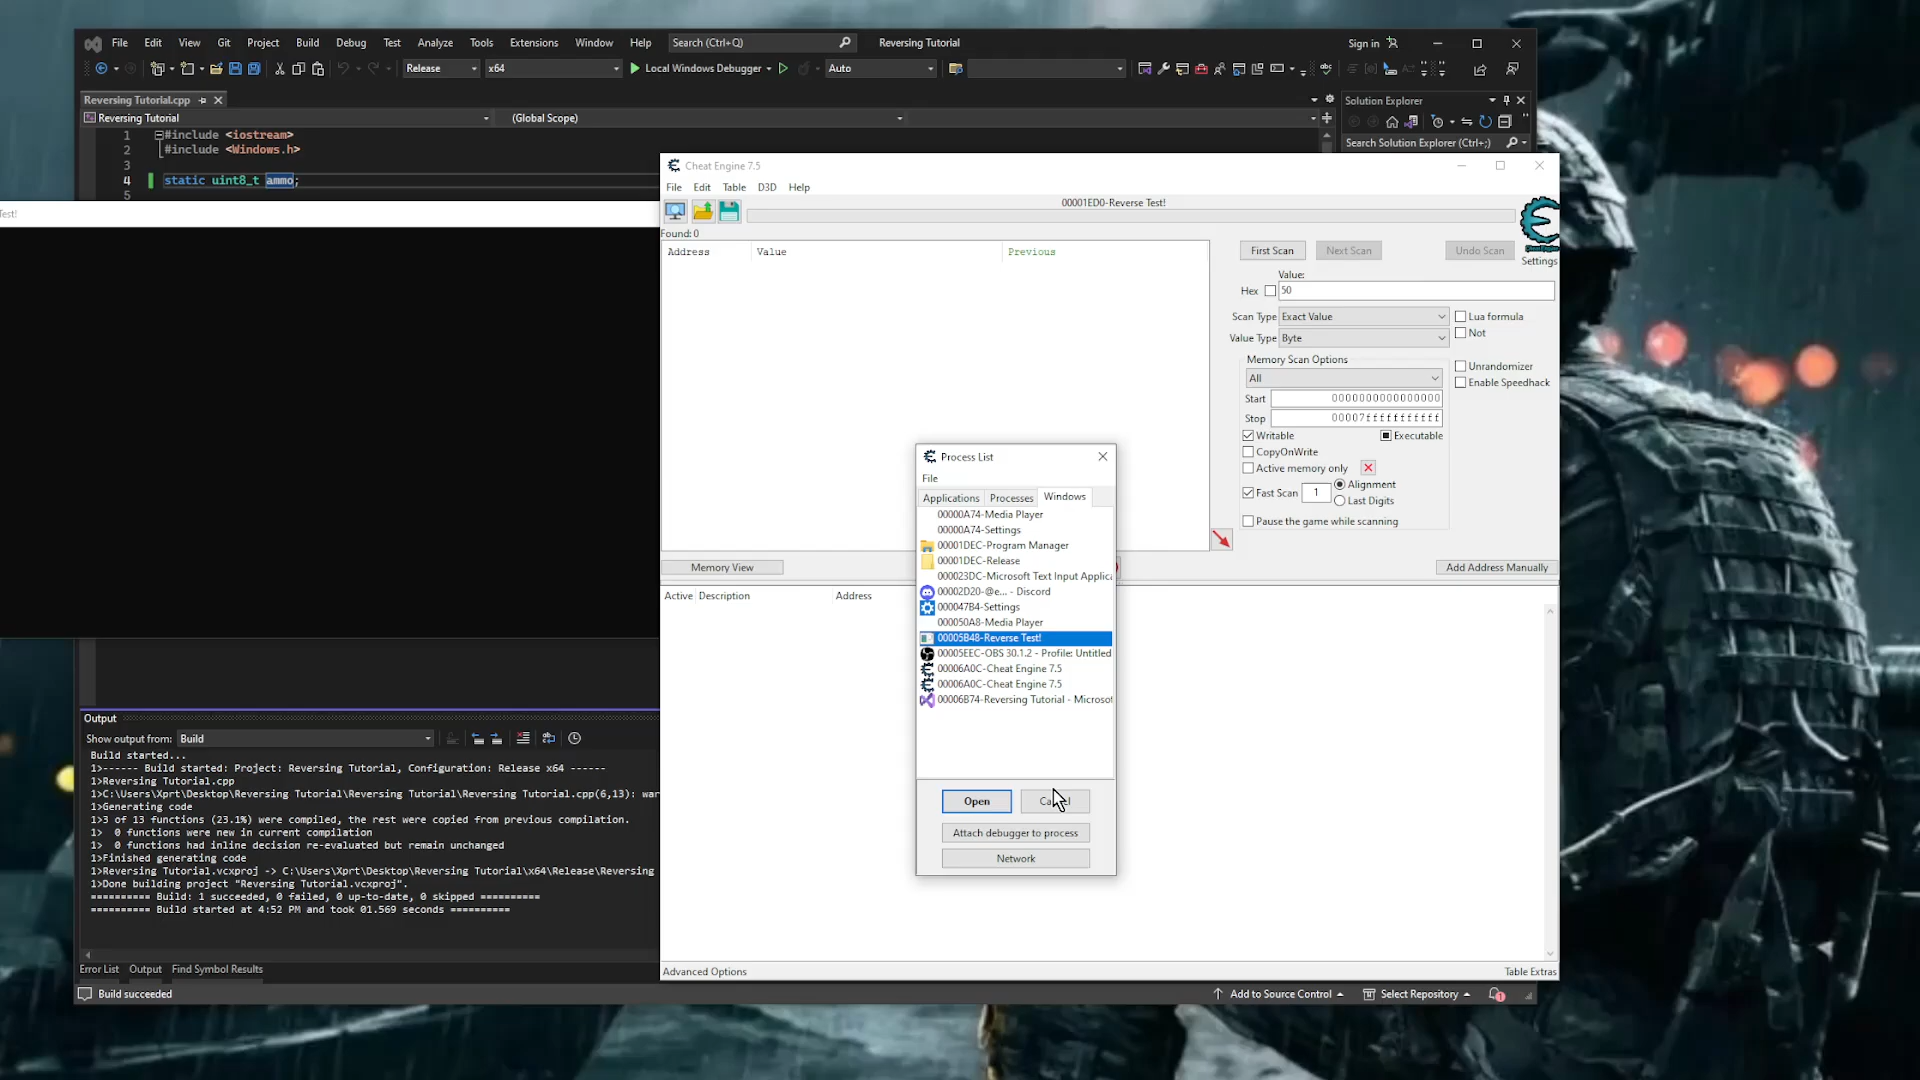 File Edit View Git Project Build Debug Test Analyze Tools Extensions Window Help Search (Ctrl+Q) Reversing Tutorial Sign in
Release x64 Local Windows Debugger Auto
Reversing Tutorial.cpp Solution Explorer
Reversing Tutorial (Global Scope)
Search Solution Explorer (Ctrl+;)
1 #include <iostream>
2 #include <Windows.h>
3
4 static uint8_t ammo;
5
Test!
Cheat Engine 7.5
File Edit Table D3D Help
00001ED0-Reverse Test!
Found: 0
Address Value Previous
First Scan Next Scan Undo Scan
Settings
Value:
Hex 50
Scan Type Exact Value Lua formula
Not
Value Type Byte
Memory Scan Options
All
Unrandomizer
Enable Speedhack
Start 0000000000000000
Stop 00007fffffffffff
Writable Executable
CopyOnWrite
Active memory only
Fast Scan 1 Alignment
Last Digits
Pause the game while scanning
Memory View Add Address Manually
Active Description Address
Process List
File
Applications Processes Windows
00000A74-Media Player
00000A74-Settings
00001DEC-Program Manager
00001DEC-Release
000023DC-Microsoft Text Input Applica
00002D20-@e... - Discord
000047B4-Settings
000050A8-Media Player
00005B48-Reverse Test!
00005EEC-OBS 30.1.2 - Profile: Untitled
00006A0C-Cheat Engine 7.5
00006A0C-Cheat Engine 7.5
00006B74-Reversing Tutorial - Microsof
Open
Attach debugger to process
Network
Advanced Options Table Extras
Output
Show output from: Build
Build started...
1>------ Build started: Project: Reversing Tutorial, Configuration: Release x64 ------
1>Reversing Tutorial.cpp
1>C:\Users\Xprt\Desktop\Reversing Tutorial\Reversing Tutorial\Reversing Tutorial.cpp(6,13): war
1>Generating code
1>3 of 13 functions (23.1%) were compiled, the rest were copied from previous compilation.
1> 0 functions were new in current compilation
1> 0 functions had inline decision re-evaluated but remain unchanged
1>Finished generating code
1>Reversing Tutorial.vcxproj -> C:\Users\Xprt\Desktop\Reversing Tutorial\x64\Release\Reversing
1>Done building project "Reversing Tutorial.vcxproj".
========== Build: 1 succeeded, 0 failed, 0 up-to-date, 0 skipped ==========
========== Build started at 4:52 PM and took 01.569 seconds ==========
Error List Output Find Symbol Results
Build succeeded Add to Source Control Select Repository 1